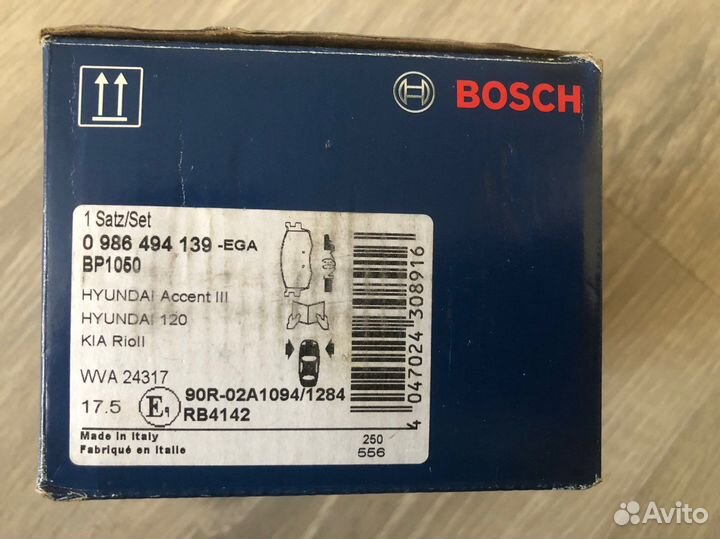 BOSCH
1 Satz/Set
0 986 494 139 -EGA
BP1050
HYUNDAI Accent III
HYUNDAI 120
KIA RioII
WVA 24317
17.5 E1 90R-02A1094/1284
RB4142
Made in Italy
Fabriqué en Italie
250
556
4 047024 308916
Avito